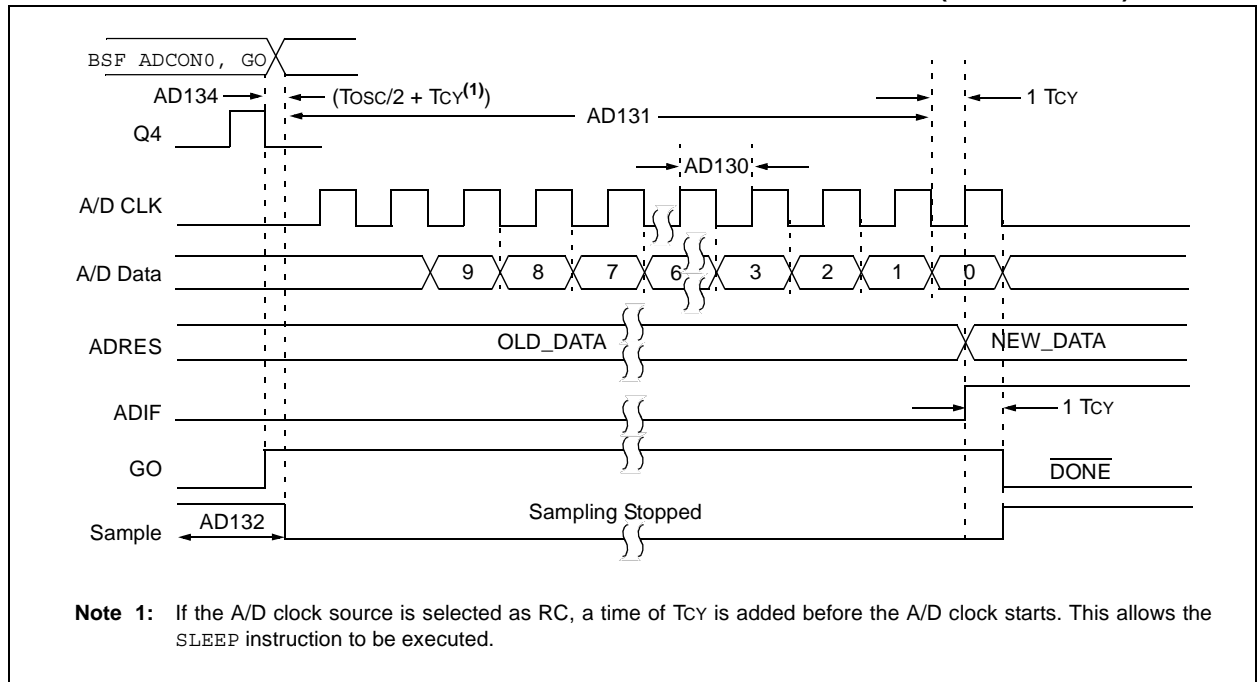 BSF ADCON0, GO
AD134
(TOSC/2 + TCY(1))
1 TCY
AD131
Q4
AD130
A/D CLK
A/D Data
9 8 7 6 3 2 1 0
ADRES
OLD_DATA
NEW_DATA
ADIF
1 TCY
GO
DONE
Sample
AD132
Sampling Stopped
Note 1: If the A/D clock source is selected as RC, a time of TCY is added before the A/D clock starts. This allows the
SLEEP instruction to be executed.